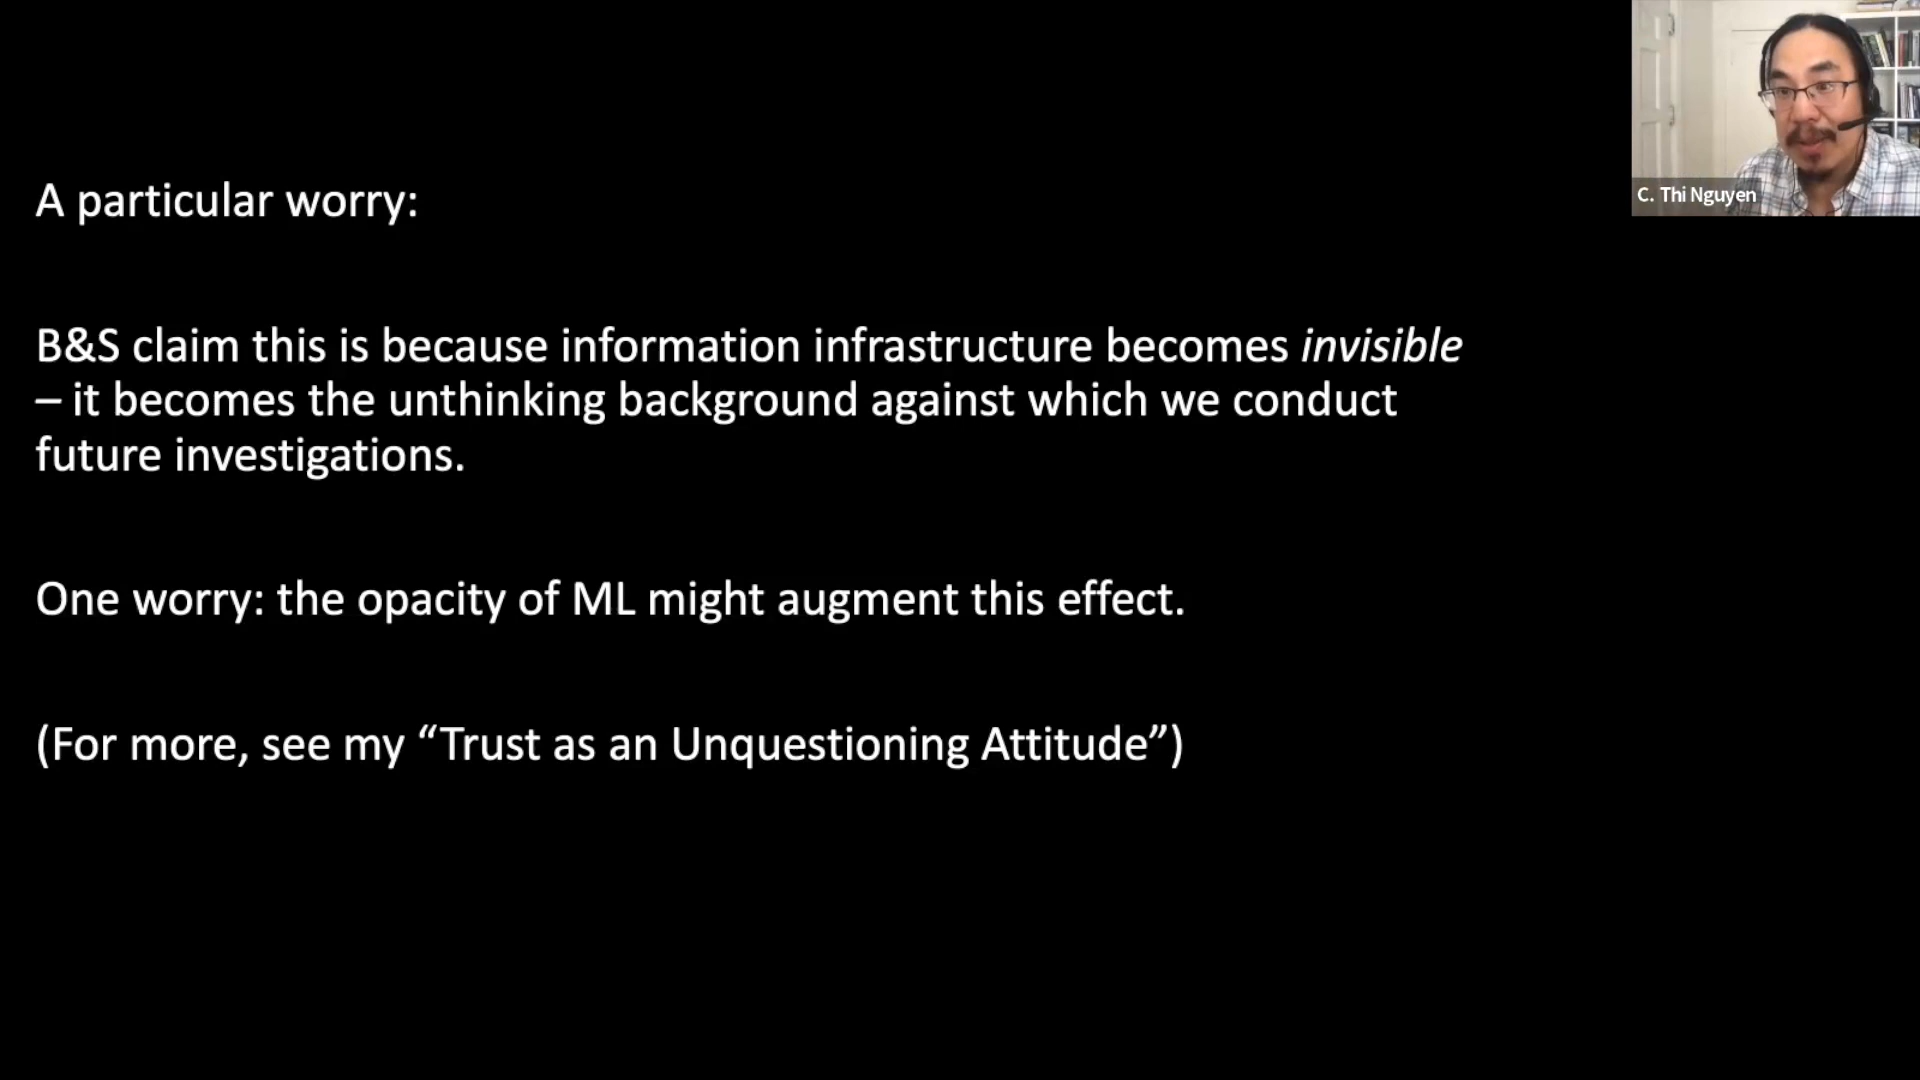 C. Thi Nguyen
A particular worry:
B&S claim this is because information infrastructure becomes invisible
– it becomes the unthinking background against which we conduct
future investigations.
One worry: the opacity of ML might augment this effect.
(For more, see my “Trust as an Unquestioning Attitude”)